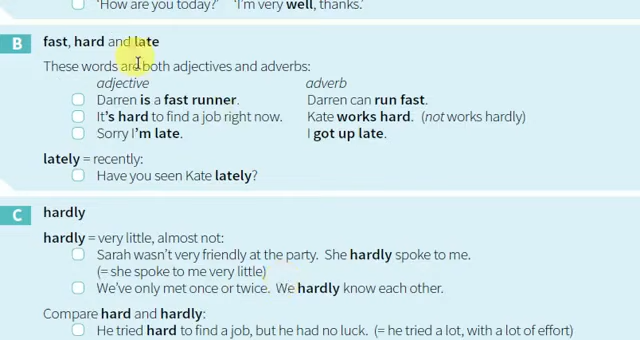 'How are you today?' 'I'm very well, thanks.'
B fast, hard and late
These words are both adjectives and adverbs:
adjective adverb
Darren is a fast runner. Darren can run fast.
It's hard to find a job right now. Kate works hard. (not works hardly)
Sorry I'm late. I got up late.
lately = recently:
Have you seen Kate lately?
C hardly
hardly = very little, almost not:
Sarah wasn't very friendly at the party. She hardly spoke to me.
(= she spoke to me very little)
We've only met once or twice. We hardly know each other.
Compare hard and hardly:
He tried hard to find a job, but he had no luck. (= he tried a lot, with a lot of effort)